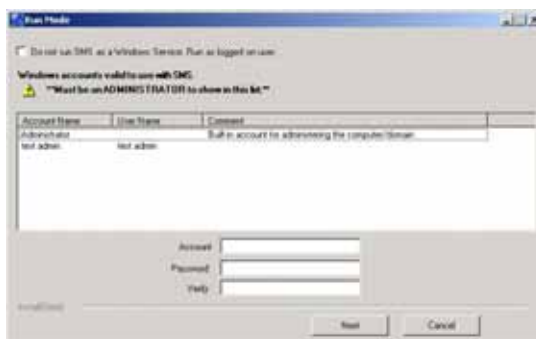 Run Mode
Do not run SMS as a Windows Service. Run as logged on user.
Windows accounts valid to use with SMS.
**Must be an ADMINISTRATOR to show in this list.**
Account Name User Name Comment
Administrator Built-in account for administering the computer/domain
test admin test admin
Account
Password
Verify
InstallShield
Next Cancel